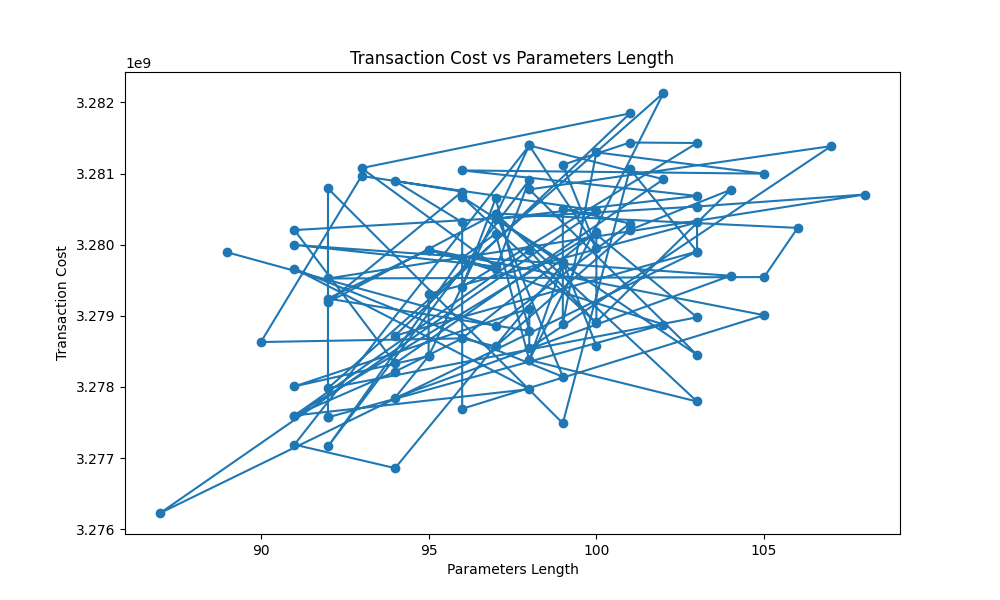 Transaction Cost vs Parameters Length
1e9
3.282
3.281
3.280
3.279
3.278
3.277
3.276
Transaction Cost
90 95 100 105
Parameters Length